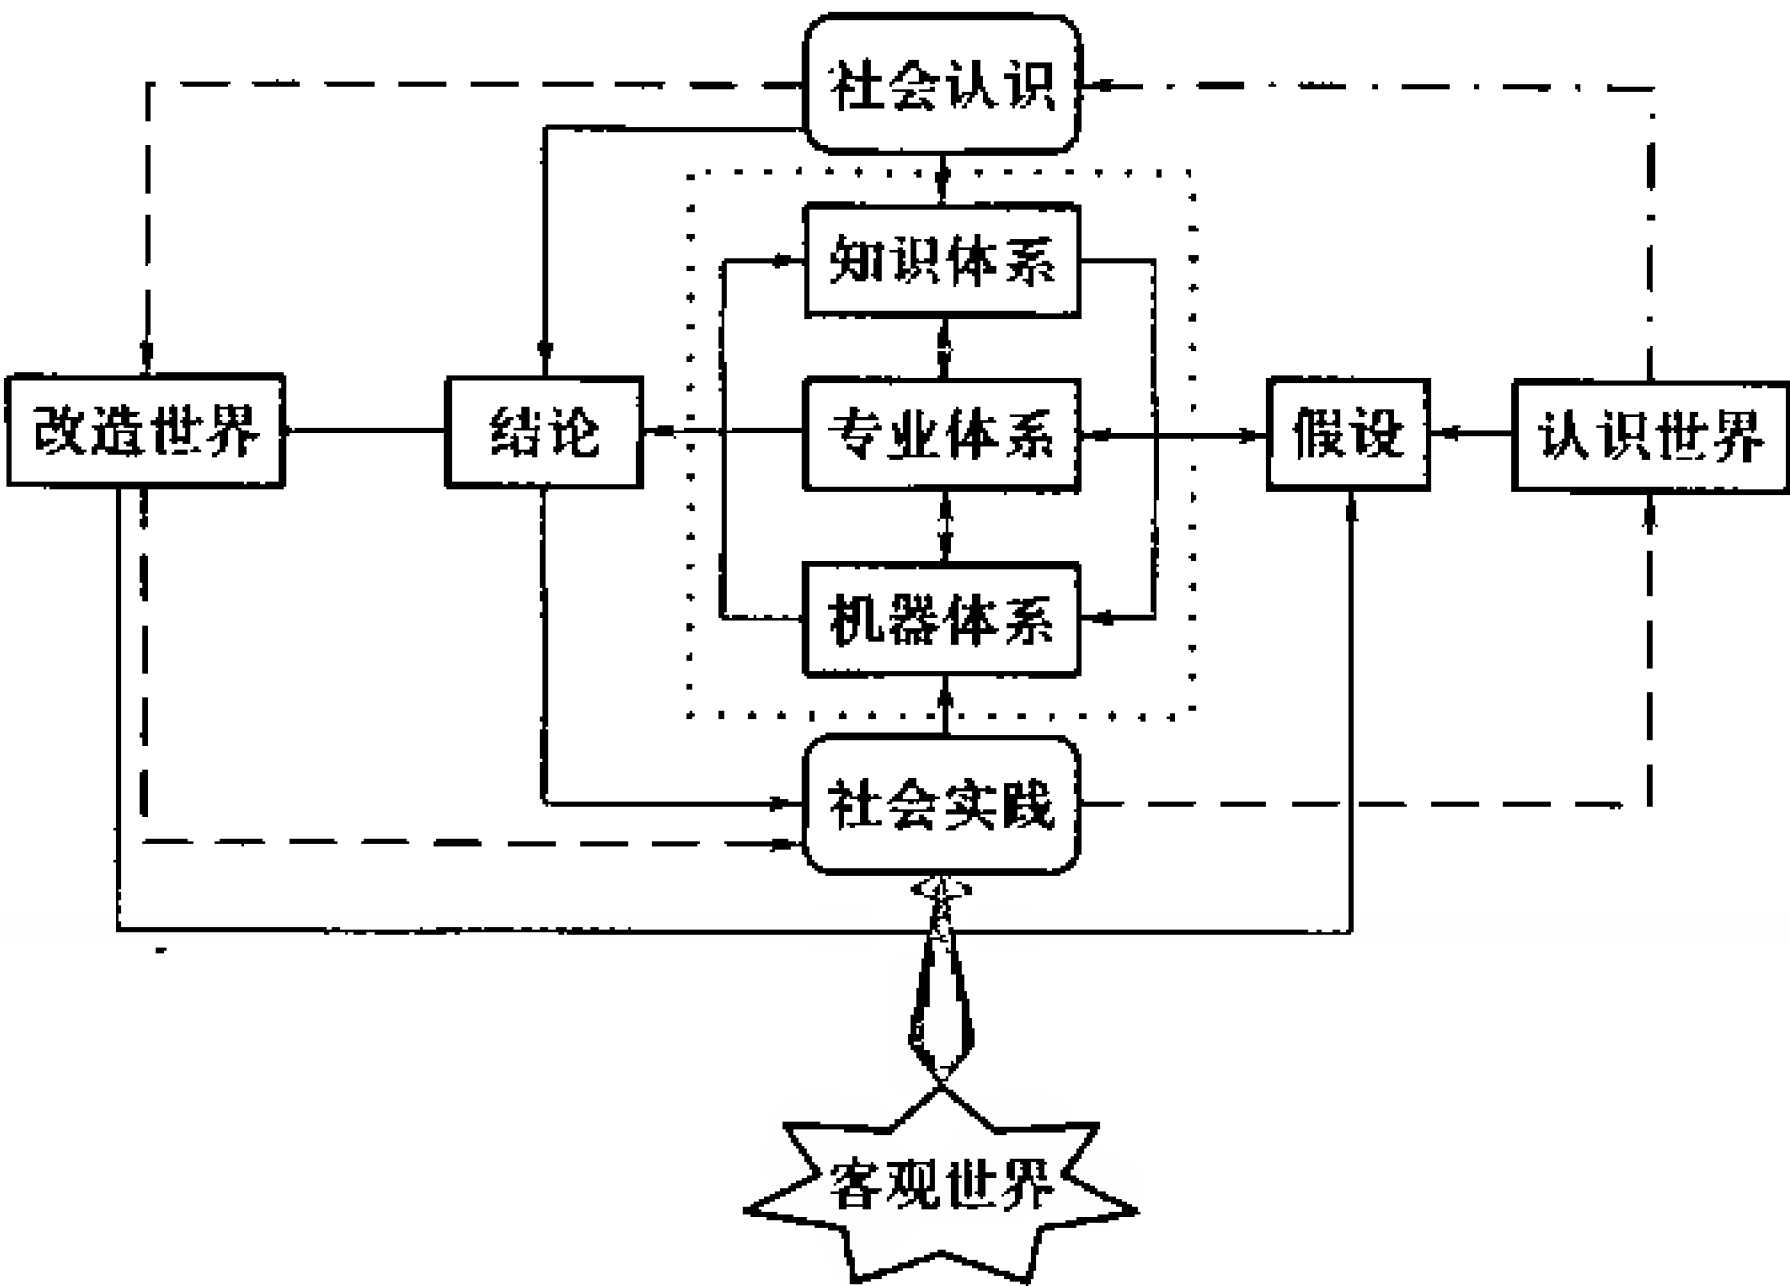 社会认识
知识体系
改造世界
结论
专业体系
假设
认识世界
机器体系
社会实践
客观世界